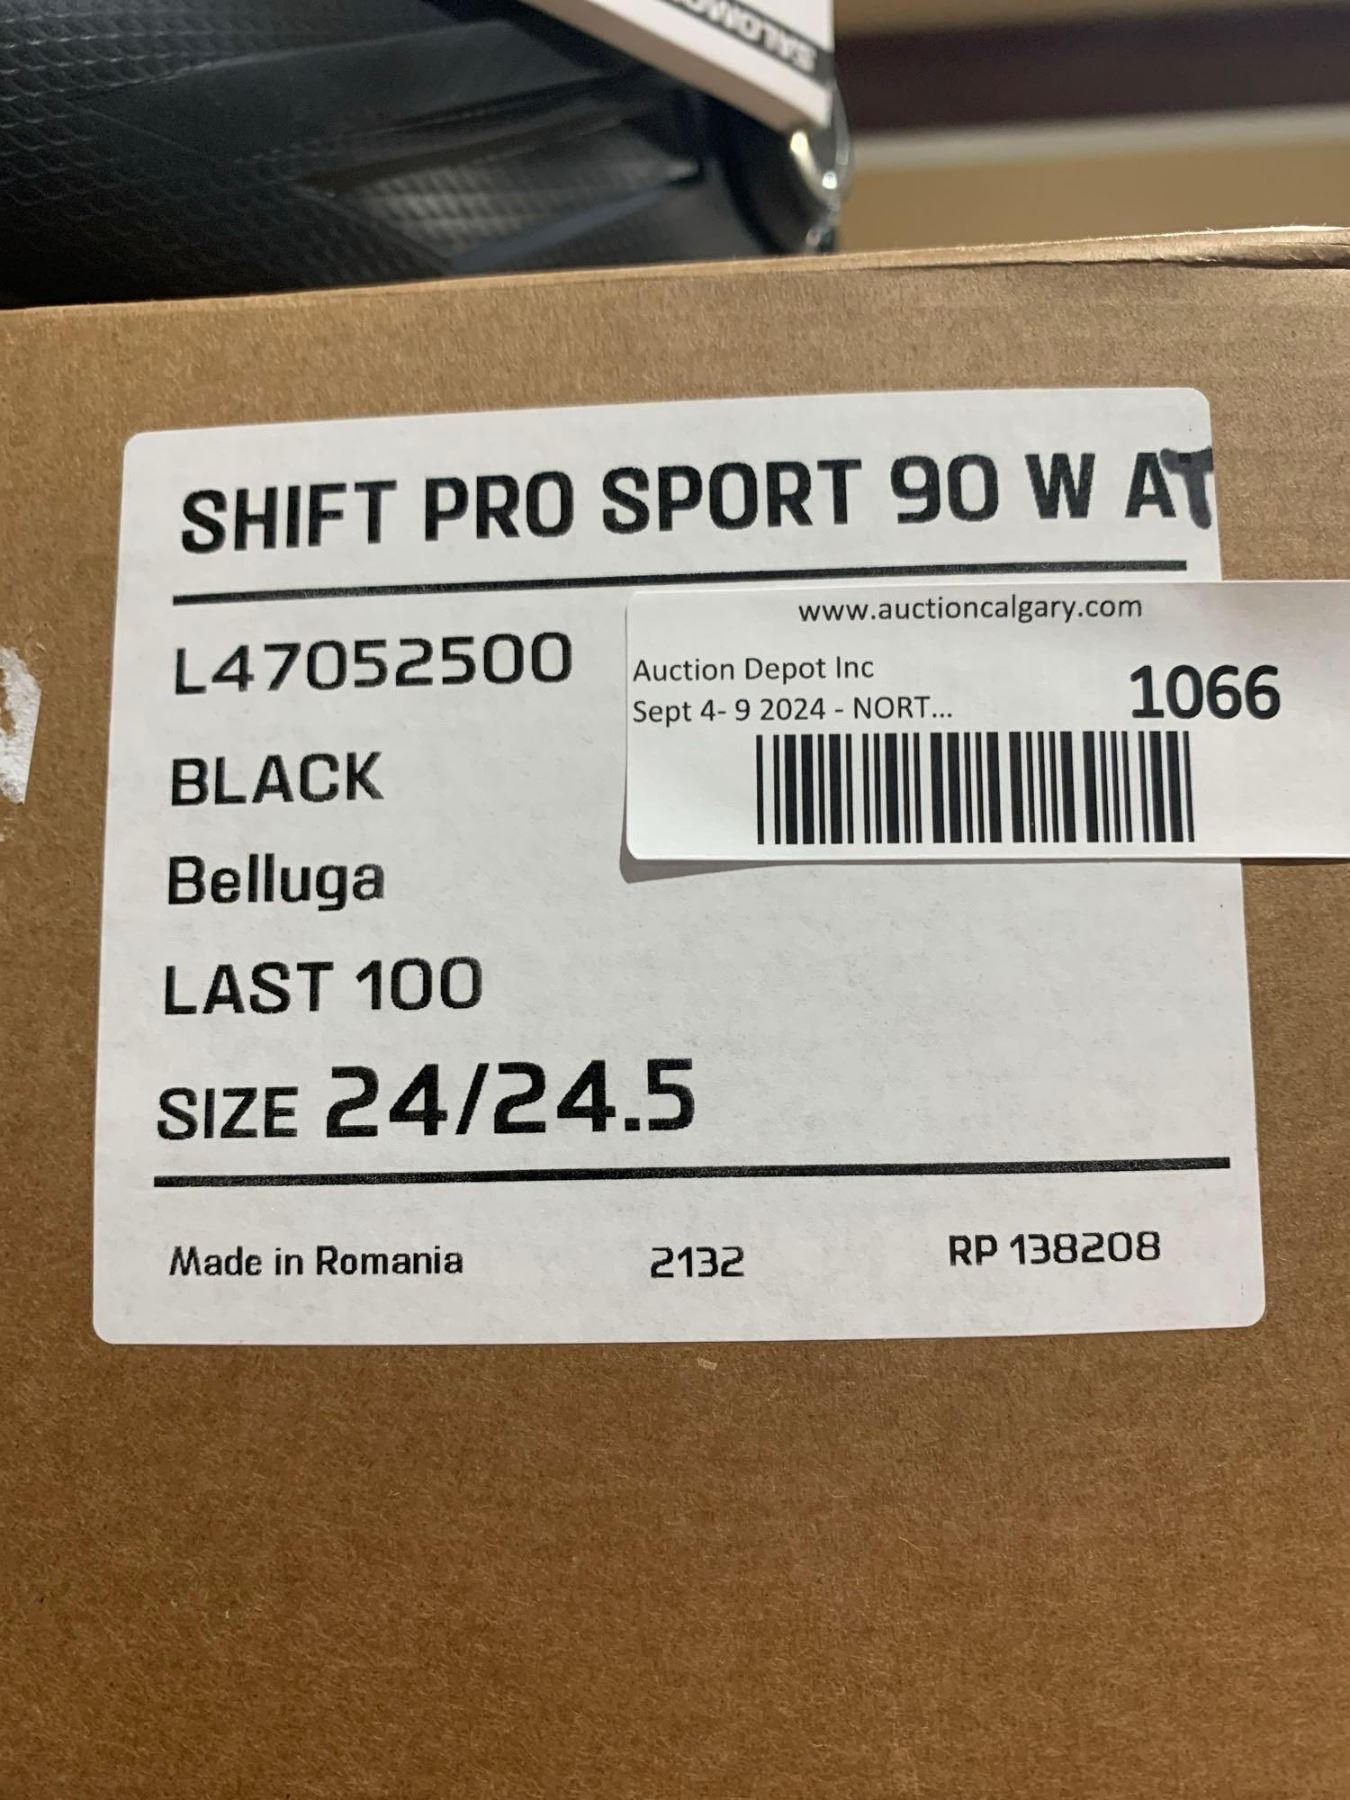 SALOMON
SHIFT PRO SPORT 90 W AT
L47052500
BLACK
Belluga
LAST 100
SIZE 24/24.5
Made in Romania 2132 RP 138208
www.auctioncalgary.com
Auction Depot Inc
Sept 4- 9 2024 - NORT...
1066